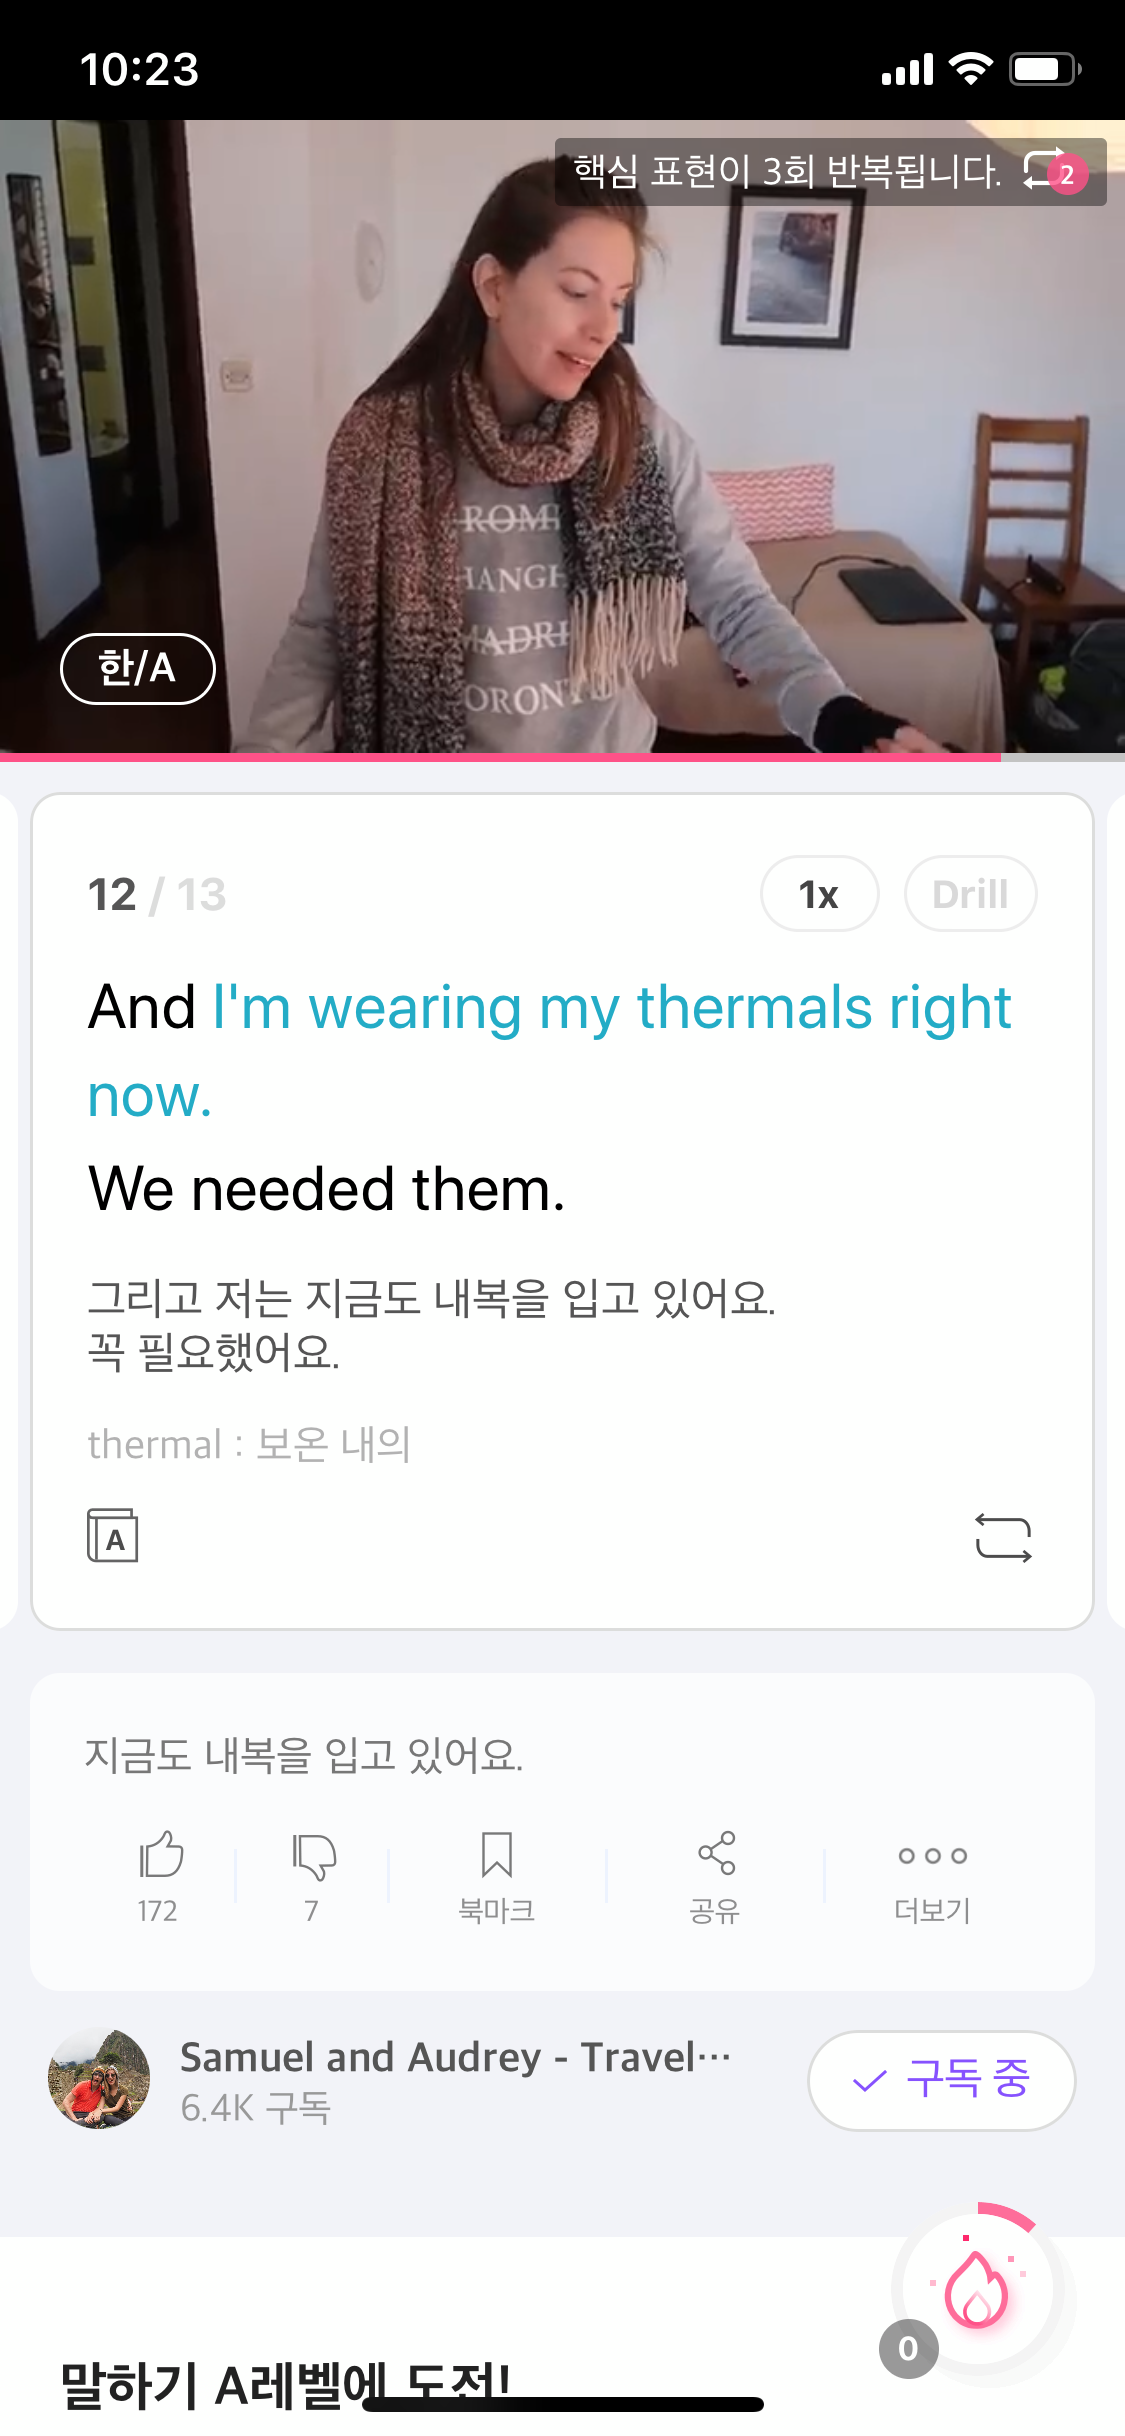 10:23
핵심 표현이 3회 반복됩니다. 2
ROME
HANGH
MADRI
ORONTO
한/A
12 / 13
1x
Drill
And I'm wearing my thermals right
now.
We needed them.
그리고 저는 지금도 내복을 입고 있어요.
꼭 필요했어요.
thermal : 보온 내의
A
지금도 내복을 입고 있어요.
172
7
북마크
공유
더보기
Samuel and Audrey - Travel…
6.4K 구독
구독 중
0
말하기 A레벨에 도전!